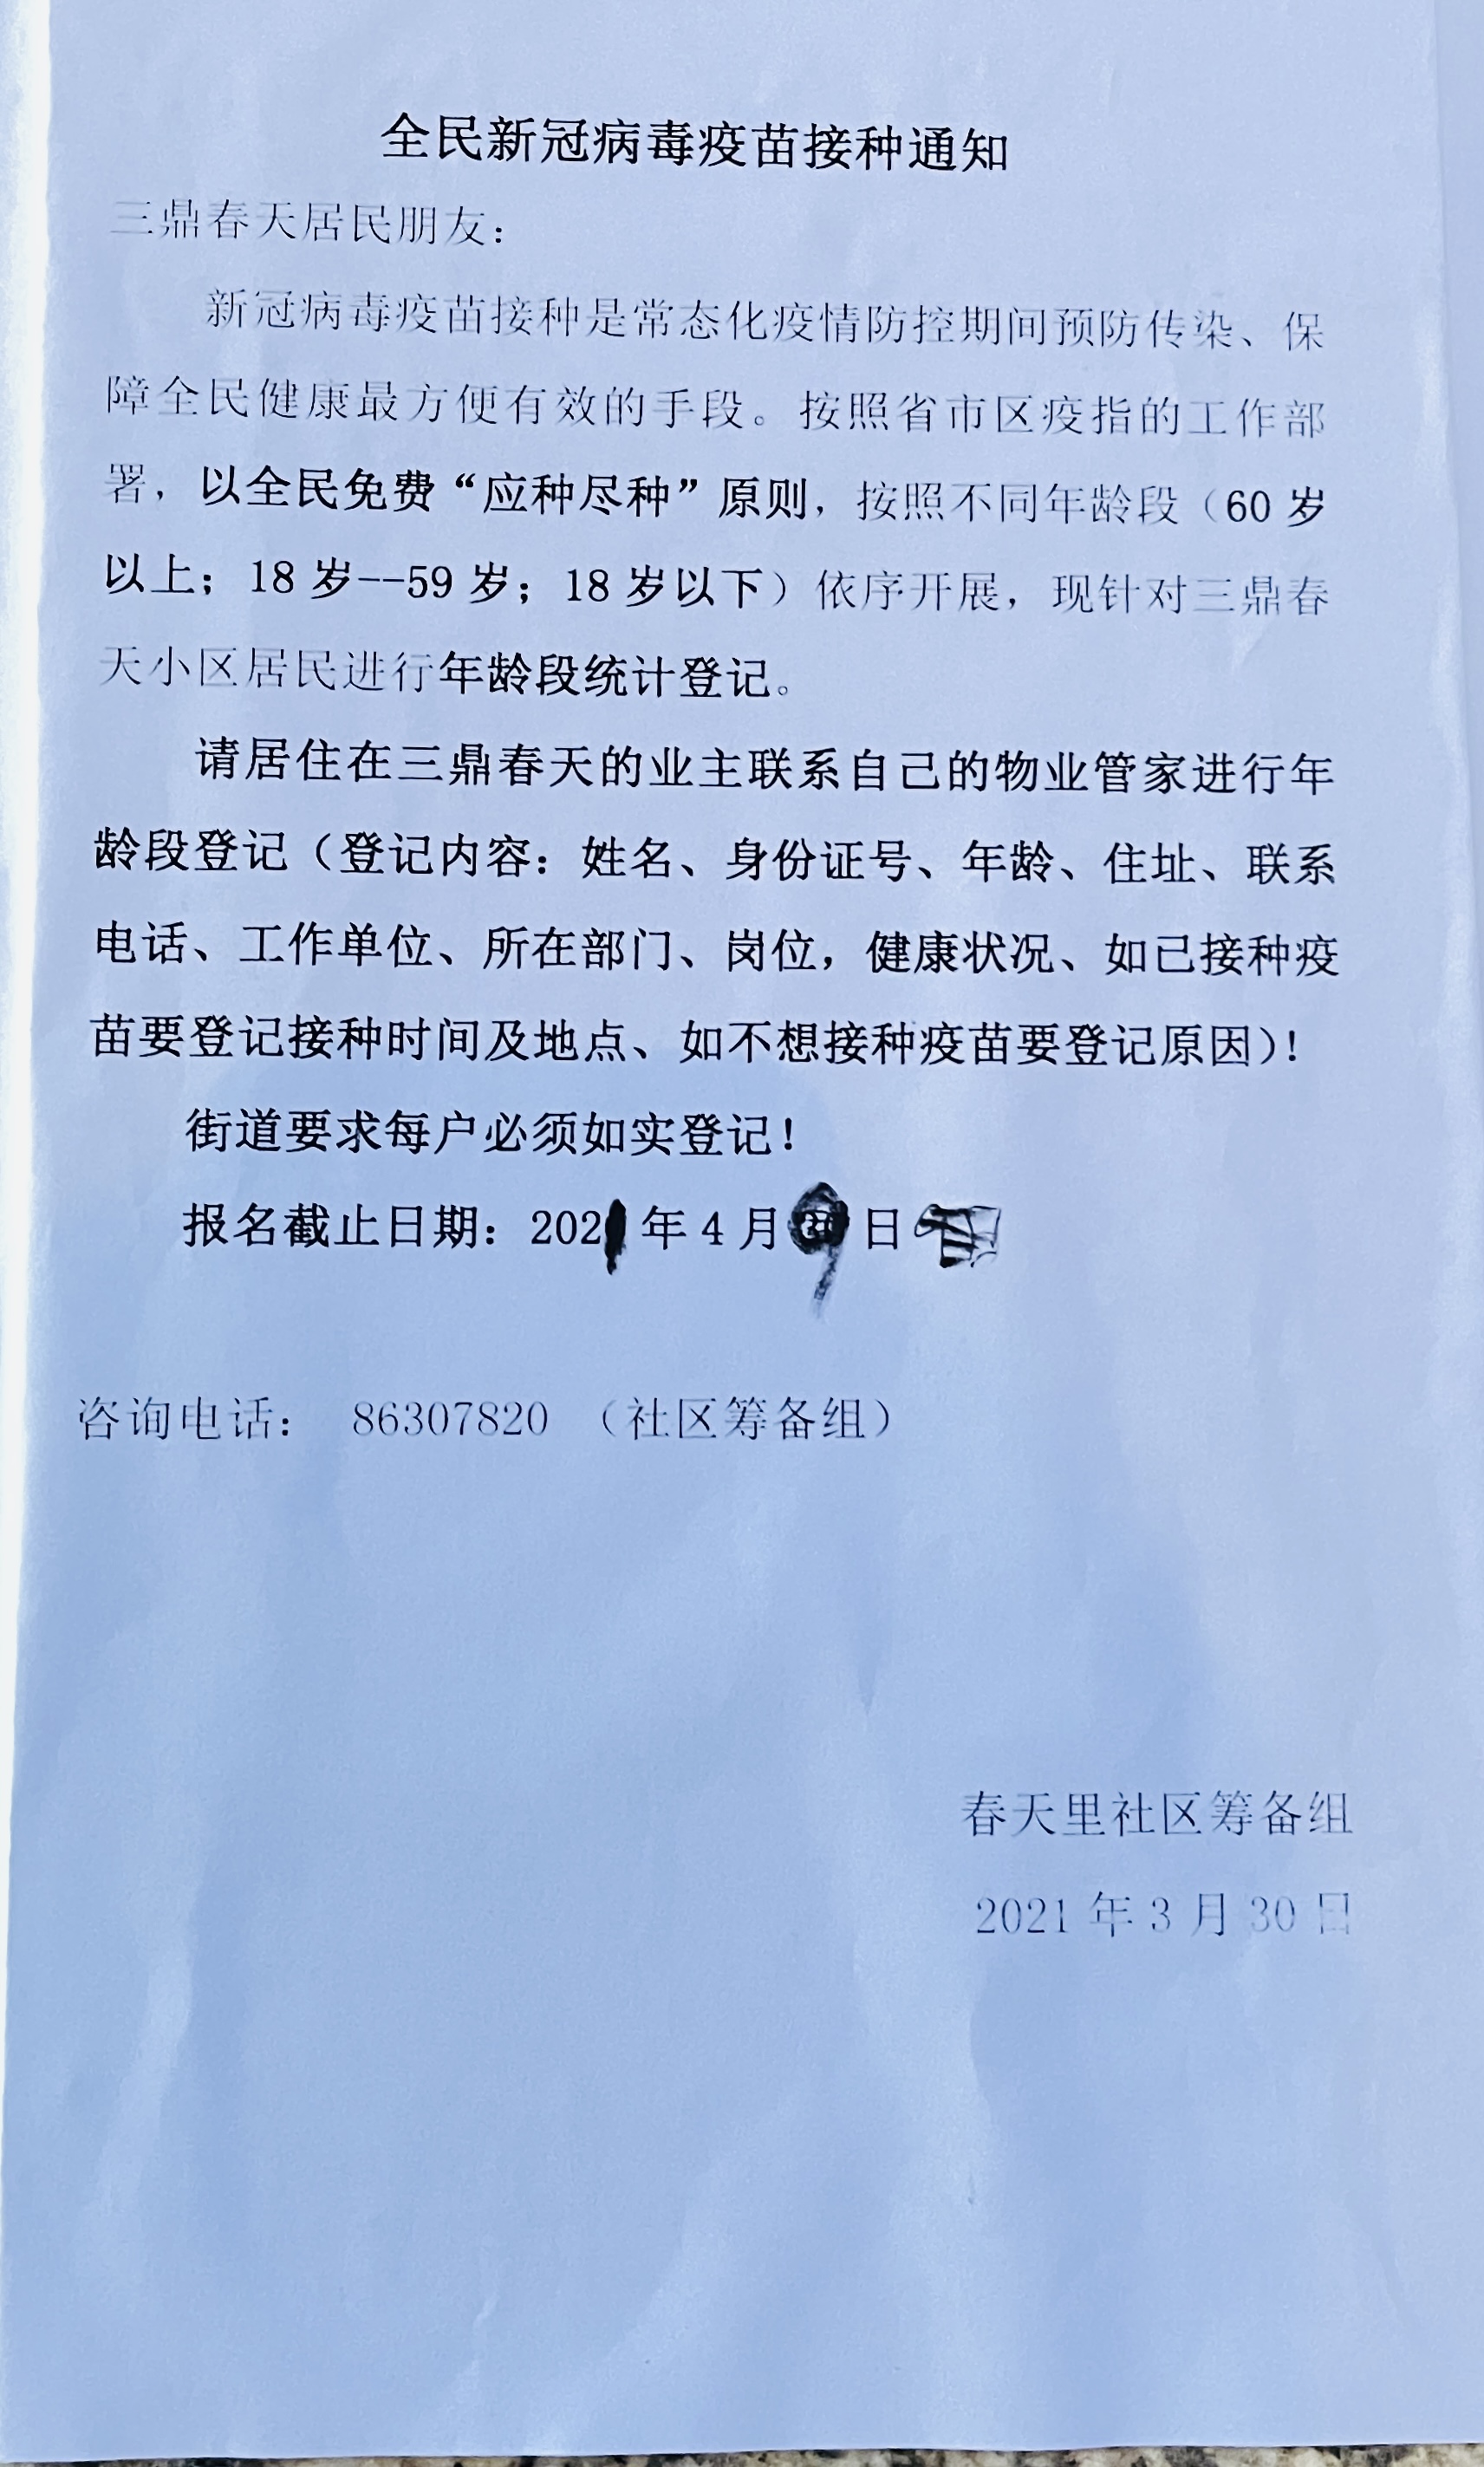 全民新冠病毒疫苗接种通知
三鼎春天居民朋友：
新冠病毒疫苗接种是常态化疫情防控期间预防传染、保
障全民健康最方便有效的手段。按照省市区疫指的工作部
署，以全民免费“应种尽种”原则，按照不同年龄段（60 岁
以上；18 岁--59 岁；18 岁以下）依序开展，现针对三鼎春
天小区居民进行年龄段统计登记。
请居住在三鼎春天的业主联系自己的物业管家进行年
龄段登记（登记内容：姓名、身份证号、年龄、住址、联系
电话、工作单位、所在部门、岗位，健康状况、如已接种疫
苗要登记接种时间及地点、如不想接种疫苗要登记原因）！
街道要求每户必须如实登记！
报名截止日期：2021 年 4 月 9 日
咨询电话： 86307820 （社区筹备组）
春天里社区筹备组
2021 年 3 月 30 日